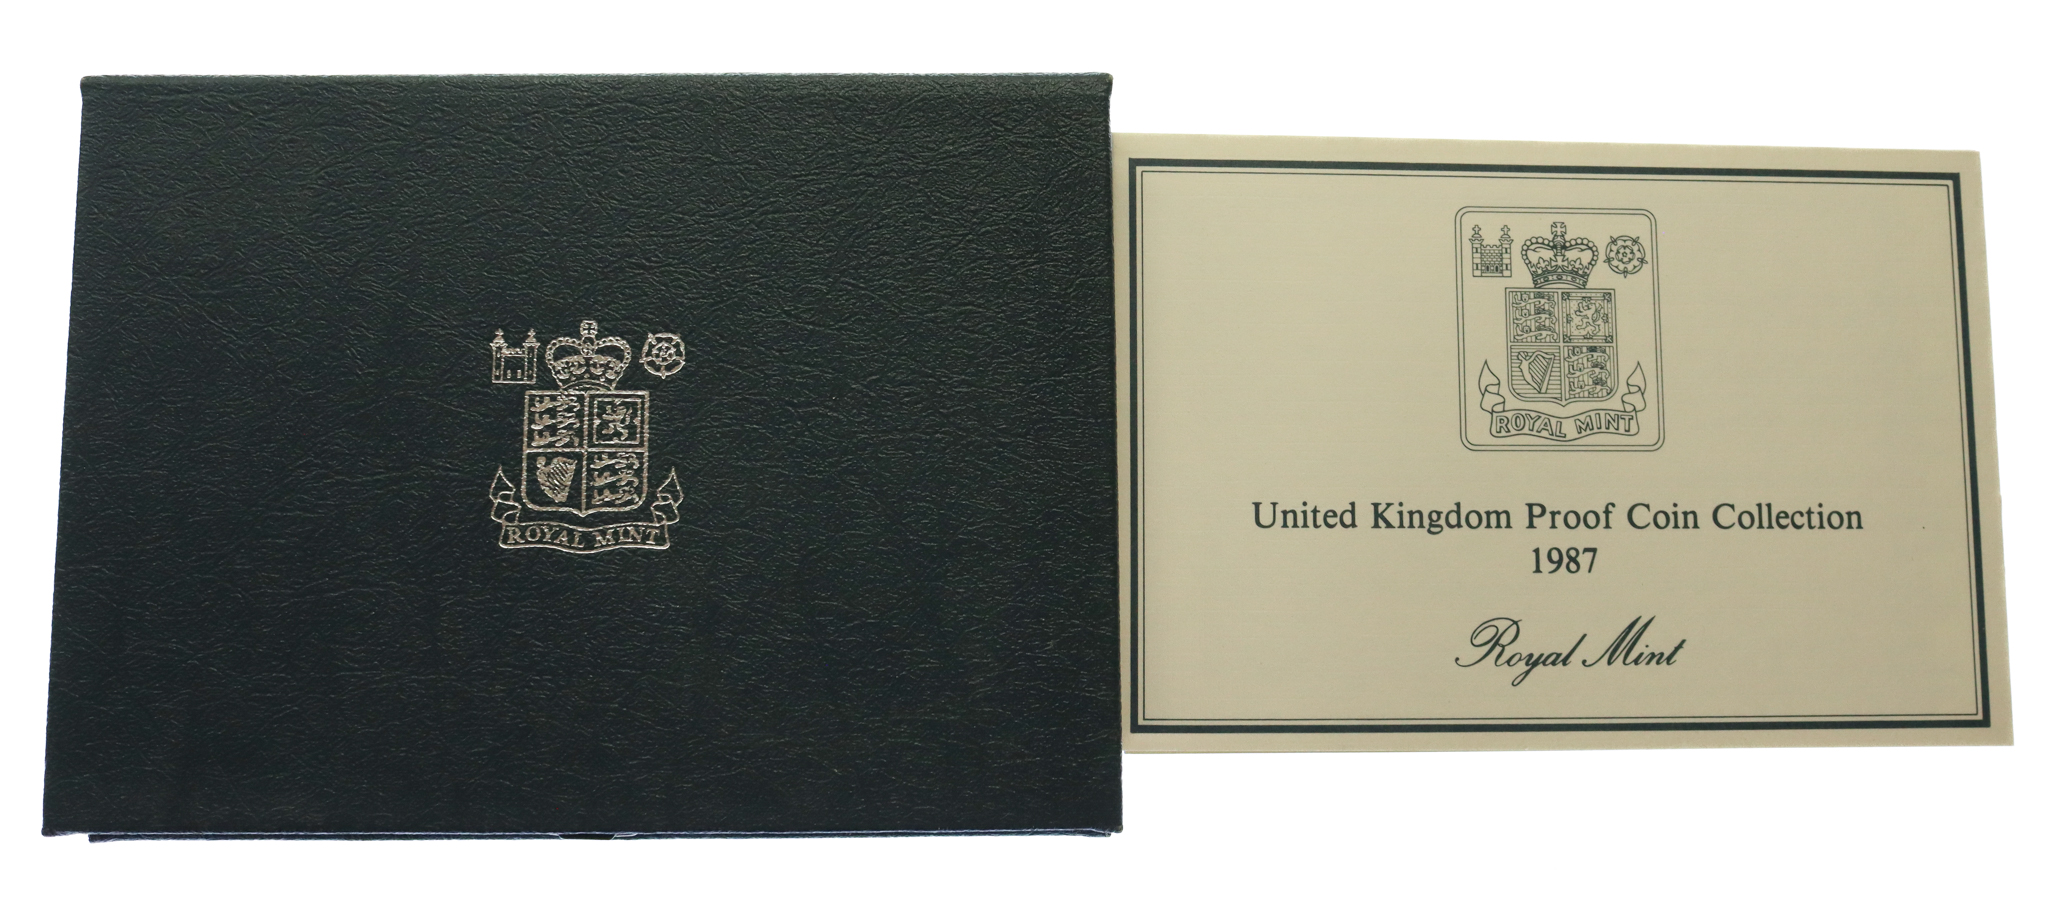 ROYAL MINT
ROYAL MINT
United Kingdom Proof Coin Collection
1987
Royal Mint